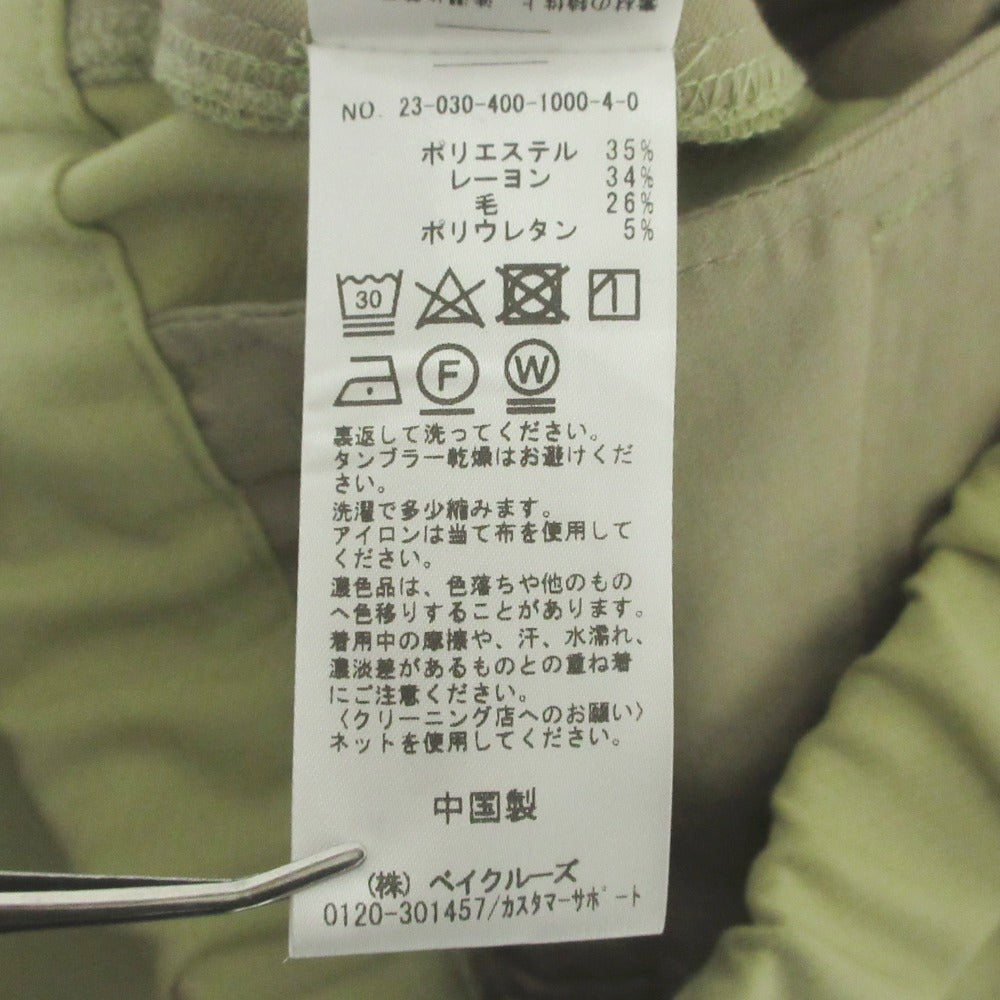 NO. 23-030-400-1000-4-0
ポリエステル 35%
レーヨン 34%
毛 26%
ポリウレタン 5%
30
F W
裏返して洗ってください。
タンブラー乾燥はお避けくだ
さい。
洗濯で多少縮みます。
アイロンは当て布を使用して
ください。
濃色品は、色落ちや他のもの
へ色移りすることがあります。
着用中の摩擦や、汗、水濡れ、
濃淡差があるものとの重ね着
にご注意ください。
〈クリーニング店へのお願い〉
ネットを使用してください。
中国製
(株) ベイクルーズ
0120-301457/カスタマーサポート